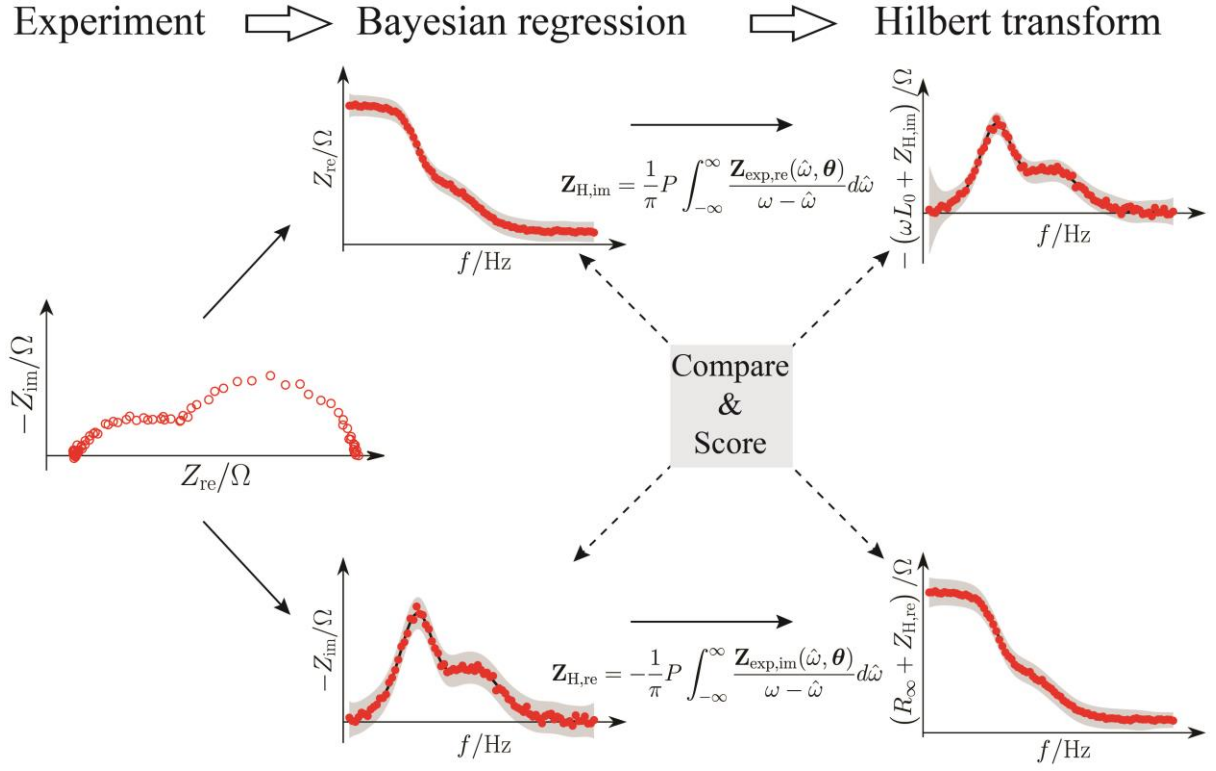 Experiment
Bayesian regression
Hilbert transform
Z_re/Ω
f/Hz
Z_H,im = 1/π P ∫_{-∞}^{∞} Z_exp,re(ω̂, θ)/(ω − ω̂) dω̂
−(ωL_0 + Z_H,im)/Ω
f/Hz
−Z_im/Ω
Z_re/Ω
Compare
&
Score
−Z_im/Ω
f/Hz
Z_H,re = −1/π P ∫_{-∞}^{∞} Z_exp,im(ω̂, θ)/(ω − ω̂) dω̂
(R_∞ + Z_H,re)/Ω
f/Hz